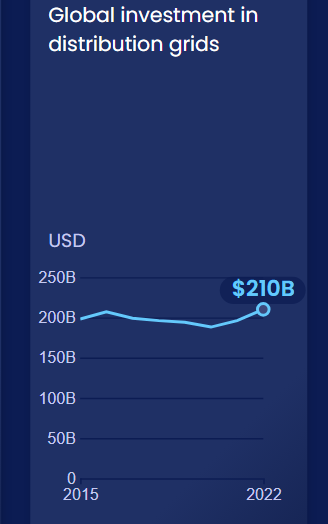 Global investment in
distribution grids
USD
250B
$210B
200B
150B
100B
50B
0
2015
2022